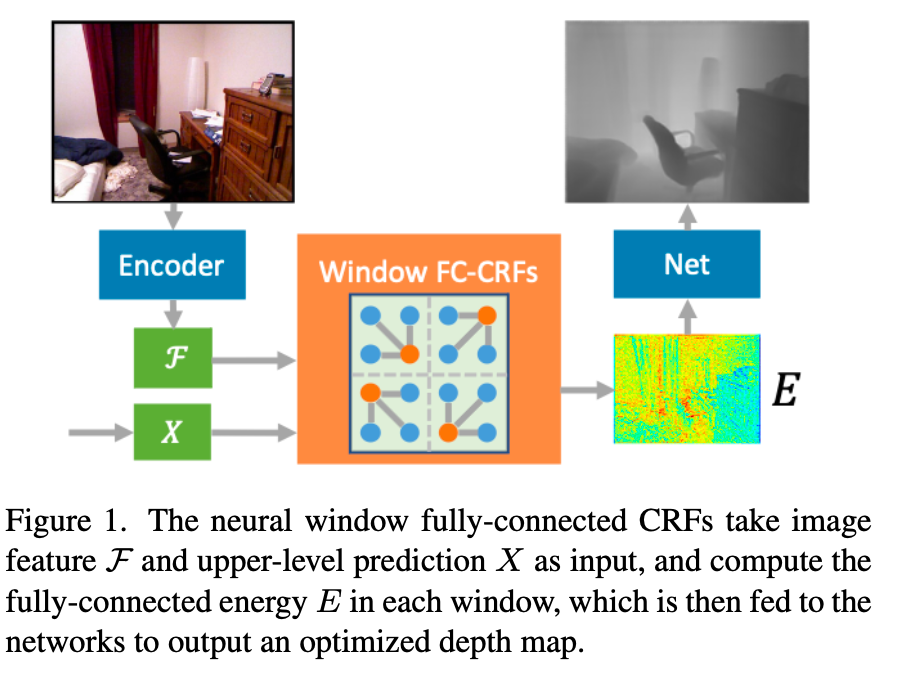 Encoder
Window FC-CRFs
Net
ℱ
X
E
Figure 1. The neural window fully-connected CRFs take image
feature ℱ and upper-level prediction X as input, and compute the
fully-connected energy E in each window, which is then fed to the
networks to output an optimized depth map.